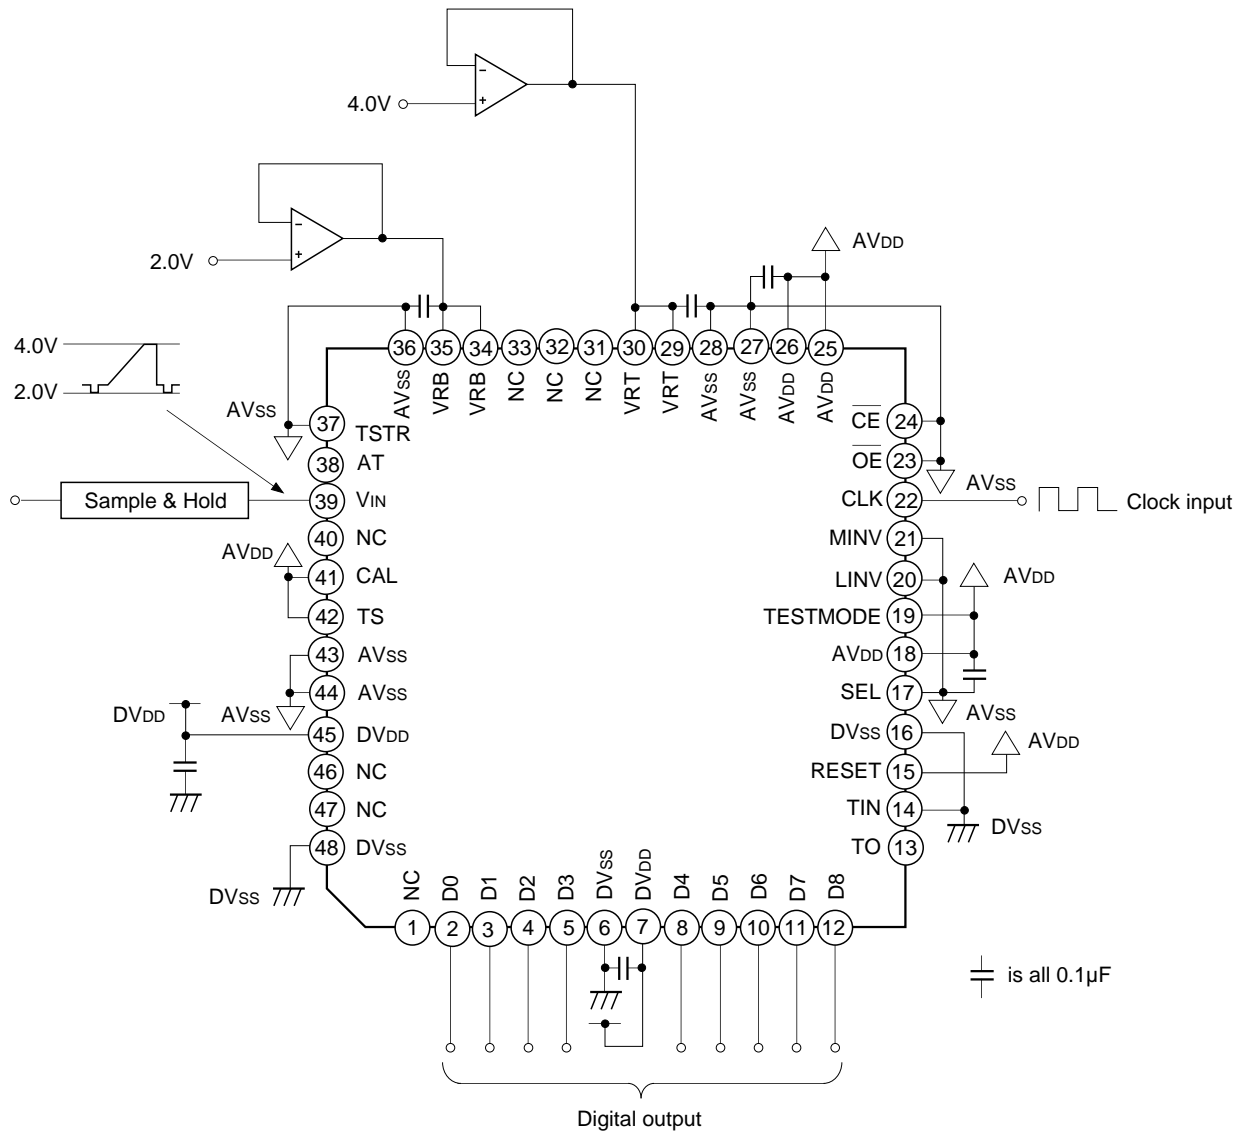 4.0V
−
+
2.0V
−
+
AVDD
4.0V
2.0V
36 35 34 33 32 31 30 29 28 27 26 25
AVSS VRB VRB NC NC NC VRT VRT AVSS AVSS AVDD AVDD
AVSS
37 TSTR
38 AT
Sample & Hold
39 VIN
40 NC
AVDD
41 CAL
42 TS
43 AVSS
44 AVSS
AVSS
DVDD
45 DVDD
46 NC
47 NC
48 DVSS
DVSS
CE 24
OE 23
AVSS
CLK 22
Clock input
MINV 21
LINV 20
AVDD
TESTMODE 19
AVDD 18
SEL 17
AVSS
DVSS 16
AVDD
RESET 15
TIN 14
DVSS
TO 13
NC D0 D1 D2 D3 DVSS DVDD D4 D5 D6 D7 D8
1 2 3 4 5 6 7 8 9 10 11 12
is all 0.1µF
Digital output